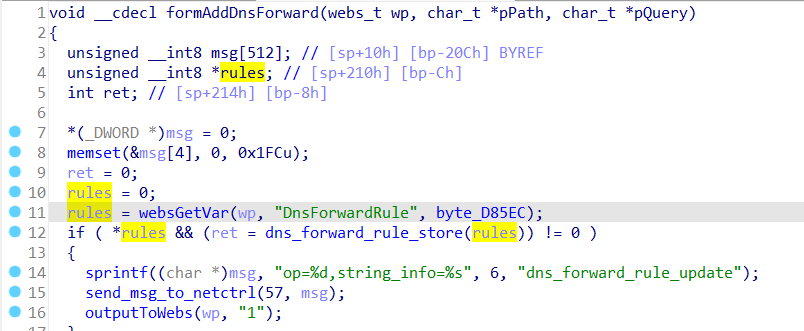 1 void __cdecl formAddDnsForward(webs_t wp, char_t *pPath, char_t *pQuery)
2 {
3 unsigned __int8 msg[512]; // [sp+10h] [bp-20Ch] BYREF
4 unsigned __int8 *rules; // [sp+210h] [bp-Ch]
5 int ret; // [sp+214h] [bp-8h]
6
7 *(_DWORD *)msg = 0;
8 memset(&msg[4], 0, 0x1FCu);
9 ret = 0;
10 rules = 0;
11 rules = websGetVar(wp, "DnsForwardRule", byte_D85EC);
12 if ( *rules && (ret = dns_forward_rule_store(rules)) != 0 )
13 {
14 sprintf((char *)msg, "op=%d,string_info=%s", 6, "dns_forward_rule_update");
15 send_msg_to_netctrl(57, msg);
16 outputToWebs(wp, "1");
17 }